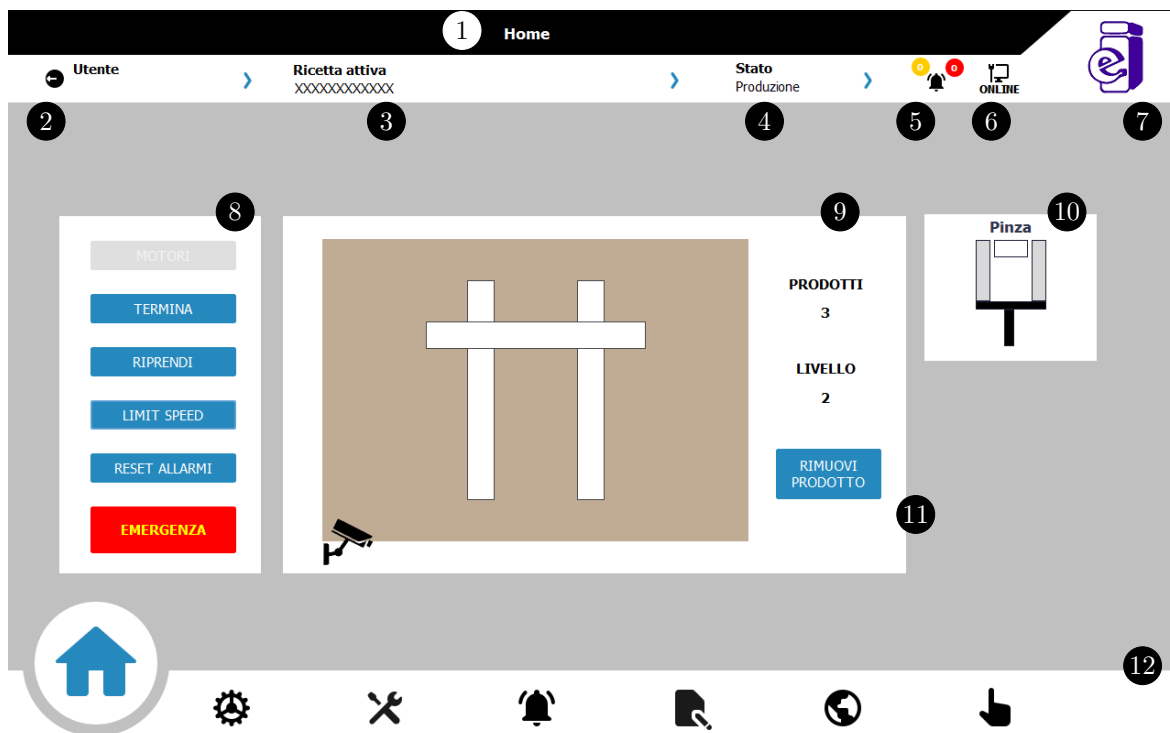 1 Home
Utente
Ricetta attiva
XXXXXXXXXXXX
Stato
Produzione
0 0
ONLINE
2 3 4 5 6 7
8 9 10
MOTORI
TERMINA
RIPRENDI
LIMIT SPEED
RESET ALLARMI
EMERGENZA
PRODOTTI
3
LIVELLO
2
RIMUOVI
PRODOTTO
11
Pinza
12
e